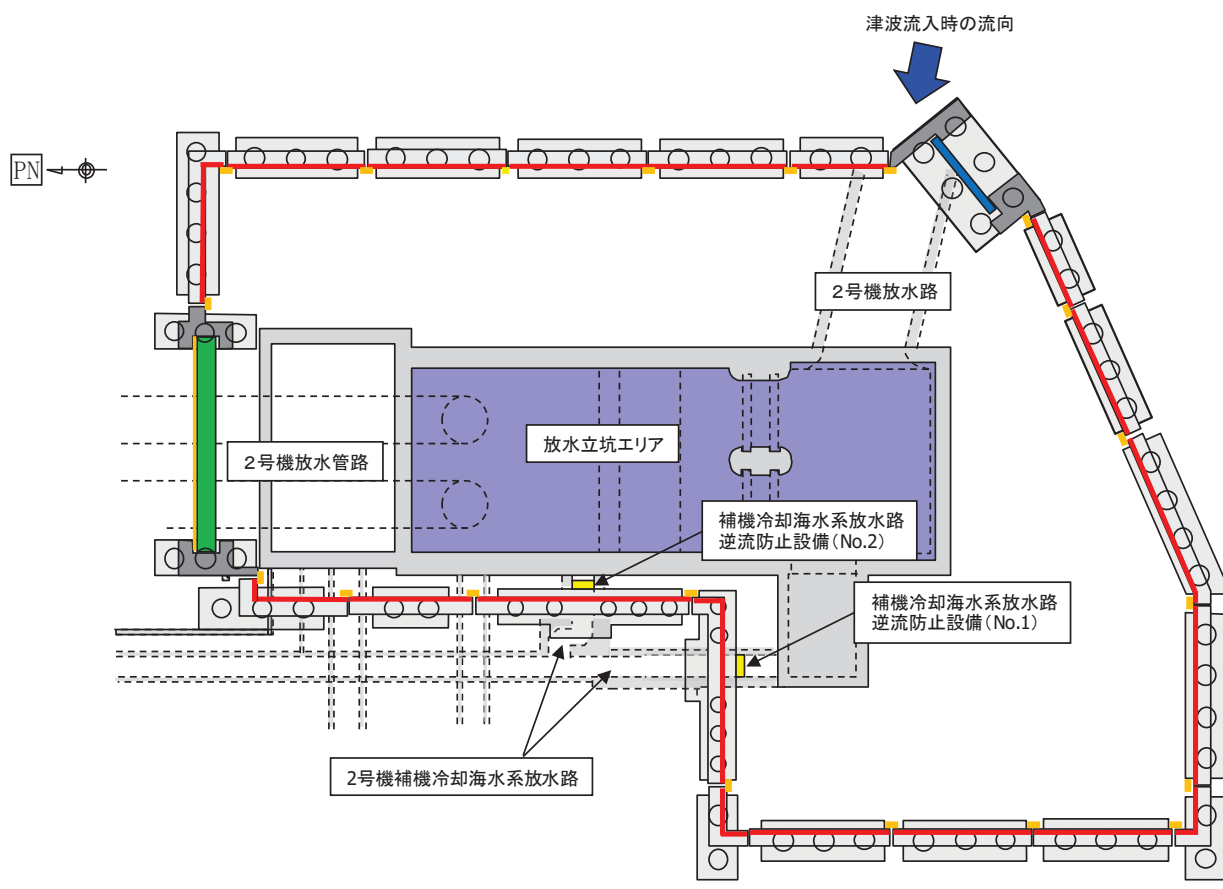 津波流入時の流向
PN
2号機放水路
2号機放水管路
放水立坑エリア
補機冷却海水系放水路
逆流防止設備(No.2)
補機冷却海水系放水路
逆流防止設備(No.1)
2号機補機冷却海水系放水路